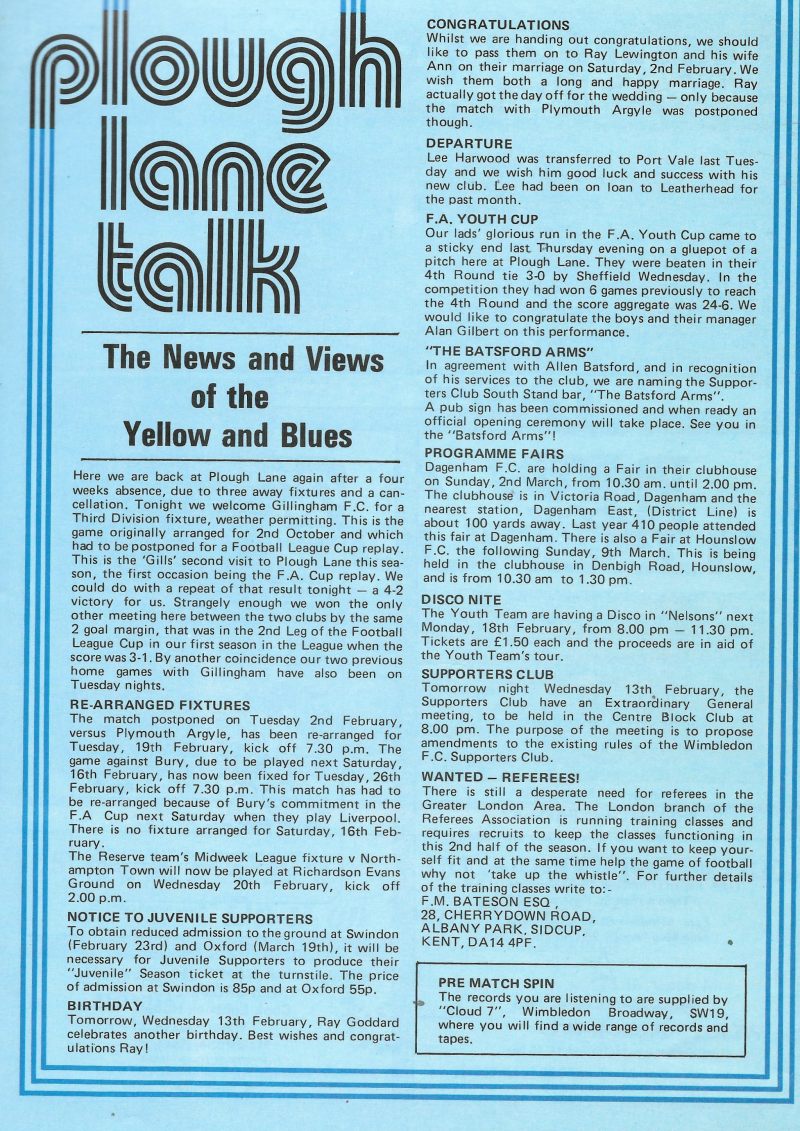 plough
lane
talk
The News and Views
of the
Yellow and Blues
Here we are back at Plough Lane again after a four
weeks absence, due to three away fixtures and a can-
cellation. Tonight we welcome Gillingham F.C. for a
Third Division fixture, weather permitting. This is the
game originally arranged for 2nd October and which
had to be postponed for a Football League Cup replay.
This is the 'Gills' second visit to Plough Lane this sea-
son, the first occasion being the F.A. Cup replay. We
could do with a repeat of that result tonight — a 4-2
victory for us. Strangely enough we won the only
other meeting here between the two clubs by the same
2 goal margin, that was in the 2nd Leg of the Football
League Cup in our first season in the League when the
score was 3-1. By another coincidence our two previous
home games with Gillingham have also been on
Tuesday nights.
RE-ARRANGED FIXTURES
The match postponed on Tuesday 2nd February,
versus Plymouth Argyle, has been re-arranged for
Tuesday, 19th February, kick off 7.30 p.m. The
game against Bury, due to be played next Saturday,
16th February, has now been fixed for Tuesday, 26th
February, kick off 7.30 p.m. This match has had to
be re-arranged because of Bury's commitment in the
F.A Cup next Saturday when they play Liverpool.
There is no fixture arranged for Saturday, 16th Feb-
ruary.
The Reserve team's Midweek League fixture v North-
ampton Town will now be played at Richardson Evans
Ground on Wednesday 20th February, kick off
2.00 p.m.
NOTICE TO JUVENILE SUPPORTERS
To obtain reduced admission to the ground at Swindon
(February 23rd) and Oxford (March 19th), it will be
necessary for Juvenile Supporters to produce their
"Juvenile" Season ticket at the turnstile. The price
of admission at Swindon is 85p and at Oxford 55p.
BIRTHDAY
Tomorrow, Wednesday 13th February, Ray Goddard
celebrates another birthday. Best wishes and congrat-
ulations Ray!
CONGRATULATIONS
Whilst we are handing out congratulations, we should
like to pass them on to Ray Lewington and his wife
Ann on their marriage on Saturday, 2nd February. We
wish them both a long and happy marriage. Ray
actually got the day off for the wedding — only because
the match with Plymouth Argyle was postponed
though.
DEPARTURE
Lee Harwood was transferred to Port Vale last Tues-
day and we wish him good luck and success with his
new club. Lee had been on loan to Leatherhead for
the past month.
F.A. YOUTH CUP
Our lads' glorious run in the F.A. Youth Cup came to
a sticky end last Thursday evening on a gluepot of a
pitch here at Plough Lane. They were beaten in their
4th Round tie 3-0 by Sheffield Wednesday. In the
competition they had won 6 games previously to reach
the 4th Round and the score aggregate was 24-6. We
would like to congratulate the boys and their manager
Alan Gilbert on this performance.
"THE BATSFORD ARMS"
In agreement with Allen Batsford, and in recognition
of his services to the club, we are naming the Suppor-
ters Club South Stand bar, "The Batsford Arms".
A pub sign has been commissioned and when ready an
official opening ceremony will take place. See you in
the "Batsford Arms"!
PROGRAMME FAIRS
Dagenham F.C. are holding a Fair in their clubhouse
on Sunday, 2nd March, from 10.30 am. until 2.00 pm.
The clubhouse is in Victoria Road, Dagenham and the
nearest station, Dagenham East, (District Line) is
about 100 yards away. Last year 410 people attended
this fair at Dagenham. There is also a Fair at Hounslow
F.C. the following Sunday, 9th March. This is being
held in the clubhouse in Denbigh Road, Hounslow,
and is from 10.30 am to 1.30 pm.
DISCO NITE
The Youth Team are having a Disco in "Nelsons" next
Monday, 18th February, from 8.00 pm — 11.30 pm.
Tickets are £1.50 each and the proceeds are in aid of
the Youth Team's tour.
SUPPORTERS CLUB
Tomorrow night Wednesday 13th February, the
Supporters Club have an Extraordinary General
meeting, to be held in the Centre Block Club at
8.00 pm. The purpose of the meeting is to propose
amendments to the existing rules of the Wimbledon
F.C. Supporters Club.
WANTED — REFEREES!
There is still a desperate need for referees in the
Greater London Area. The London branch of the
Referees Association is running training classes and
requires recruits to keep the classes functioning in
this 2nd half of the season. If you want to keep your-
self fit and at the same time help the game of football
why not 'take up the whistle". For further details
of the training classes write to:-
F.M. BATESON ESQ ,
28, CHERRYDOWN ROAD,
ALBANY PARK, SIDCUP,
KENT, DA14 4PF.
PRE MATCH SPIN
The records you are listening to are supplied by
"Cloud 7", Wimbledon Broadway, SW19,
where you will find a wide range of records and
tapes.